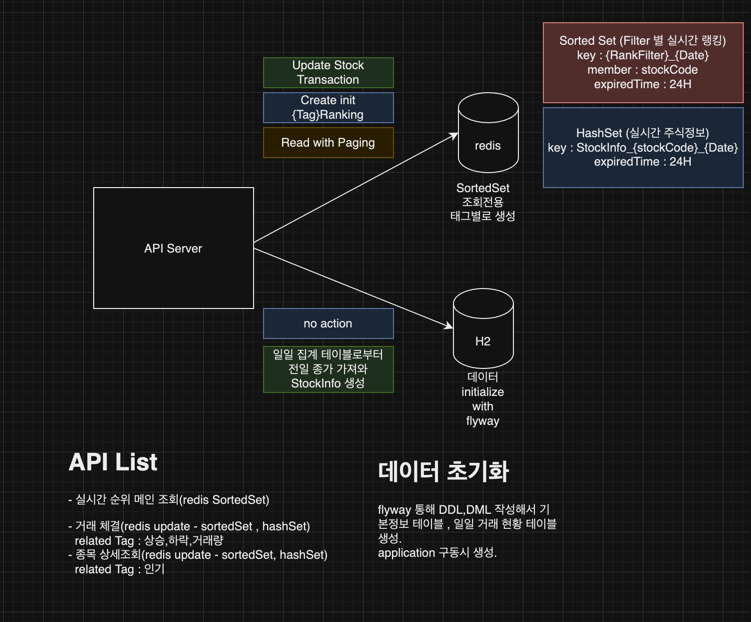 Update Stock
Transaction
Create init
{Tag}Ranking
Read with Paging
Sorted Set (Filter 별 실시간 랭킹)
key : {RankFilter}_{Date}
member : stockCode
expiredTime : 24H
HashSet (실시간 주식정보)
key : StockInfo_{stockCode}_{Date}
expiredTime : 24H
redis
SortedSet
조회전용
태그별로 생성
API Server
no action
일일 집계 테이블로부터
전일 종가 가져와
StockInfo 생성
H2
데이터
initialize
with
flyway
API List
- 실시간 순위 메인 조회(redis SortedSet)
- 거래 체결(redis update - sortedSet , hashSet)
related Tag : 상승,하락,거래량
- 종목 상세조회(redis update - sortedSet, hashSet)
related Tag : 인기
데이터 초기화
flyway 통해 DDL,DML 작성해서 기
본정보 테이블 , 일일 거래 현황 테이블
생성.
application 구동시 생성.